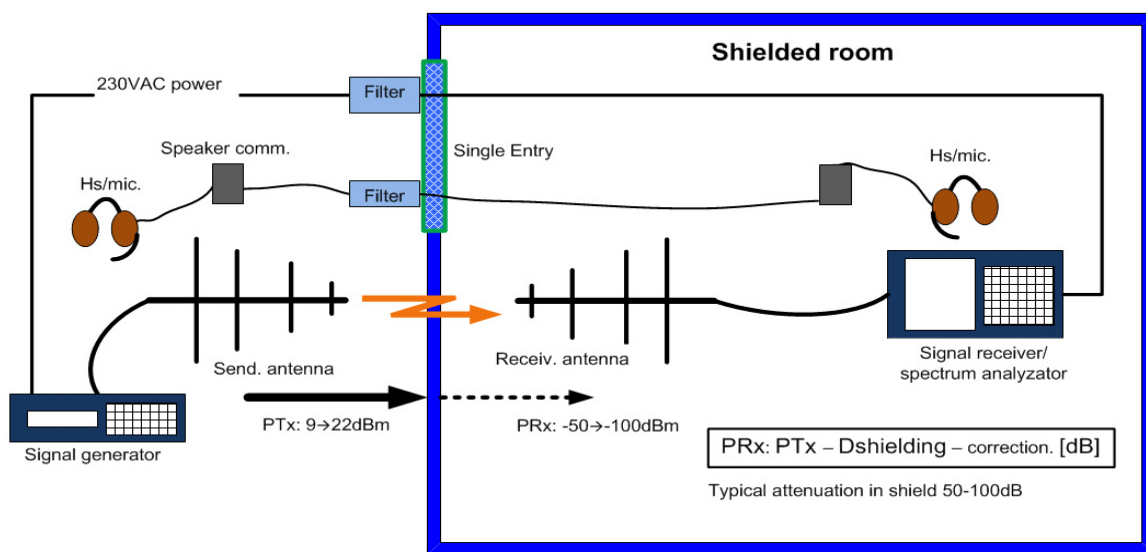 Shielded room
230VAC power
Filter
Speaker comm.
Single Entry
Hs/mic.
Hs/mic.
Filter
Send. antenna
Receiv. antenna
Signal receiver/
spectrum analyzator
PTx: 9→22dBm
PRx: -50→-100dBm
Signal generator
PRx: PTx – Dshielding – correction. [dB]
Typical attenuation in shield 50-100dB